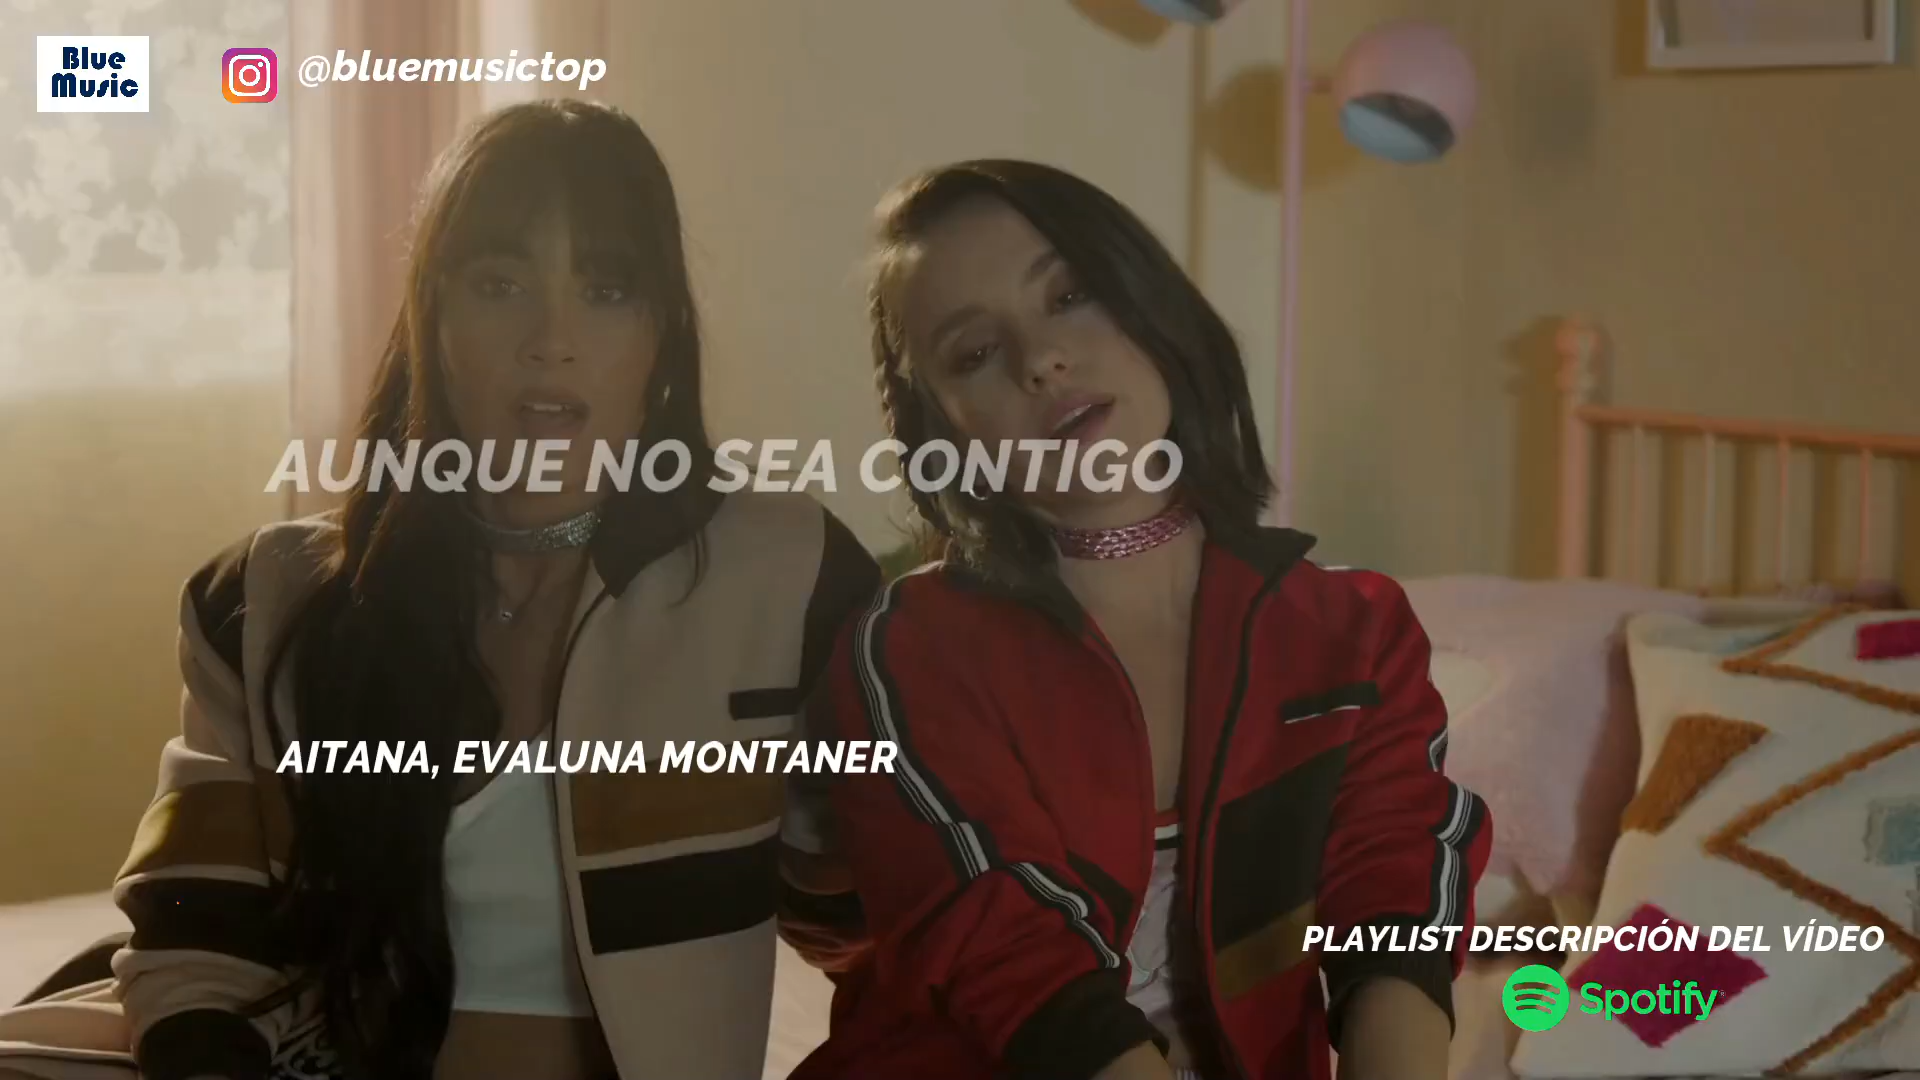 Blue
Music
@bluemusictop
AUNQUE NO SEA CONTIGO
AITANA, EVALUNA MONTANER
PLAYLIST DESCRIPCIÓN DEL VÍDEO
Spotify